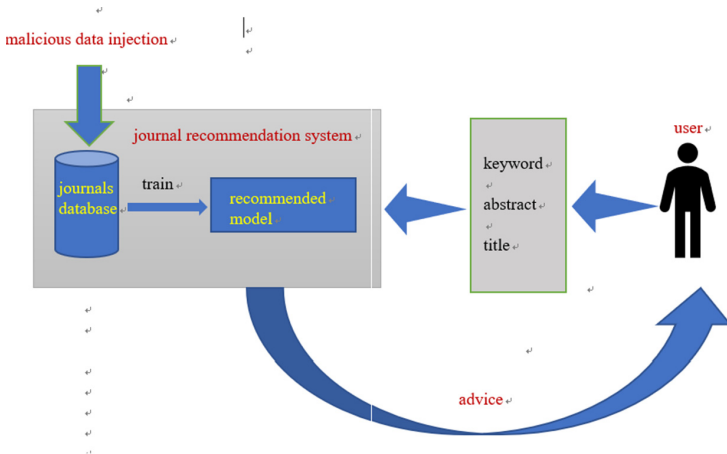 malicious data injection
journal recommendation system
journals
database
train
recommended
model
keyword
abstract
title
user
advice